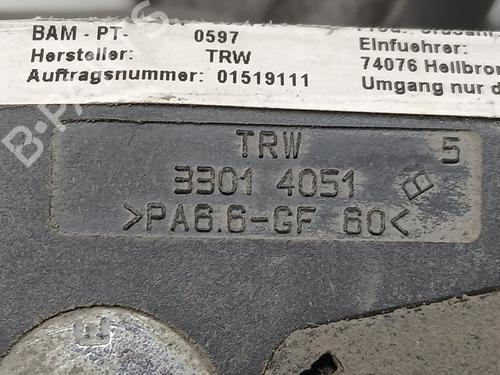 BAM - PT- 0597
Hersteller: TRW
Auftragsnummer: 01519111
Einfuehrer:
74076 Heilbron
Umgang nur d
TRW 5
3301 4051 B
>PA6.6-GF 60<